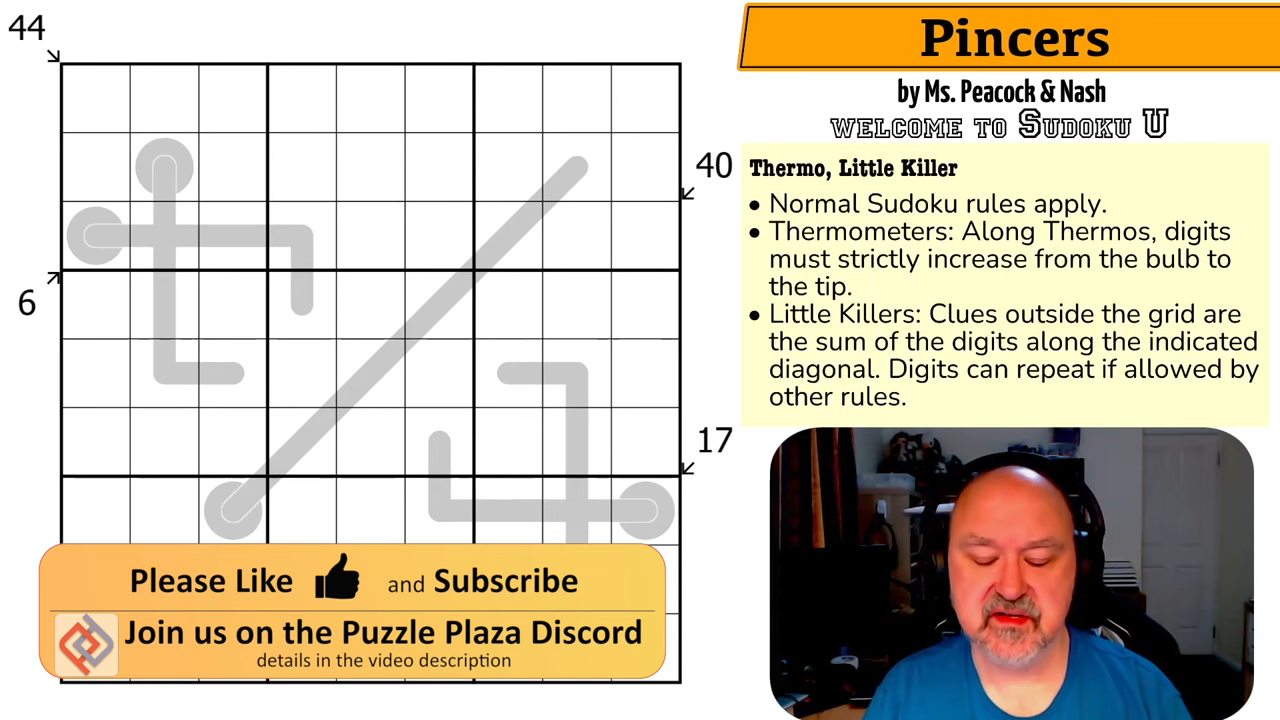 44
40
6
17
Pincers
by Ms. Peacock & Nash
WELCOME TO SUDOKU U
Thermo, Little Killer
• Normal Sudoku rules apply.
• Thermometers: Along Thermos, digits
must strictly increase from the bulb to
the tip.
• Little Killers: Clues outside the grid are
the sum of the digits along the indicated
diagonal. Digits can repeat if allowed by
other rules.
Please Like and Subscribe
Join us on the Puzzle Plaza Discord
details in the video description